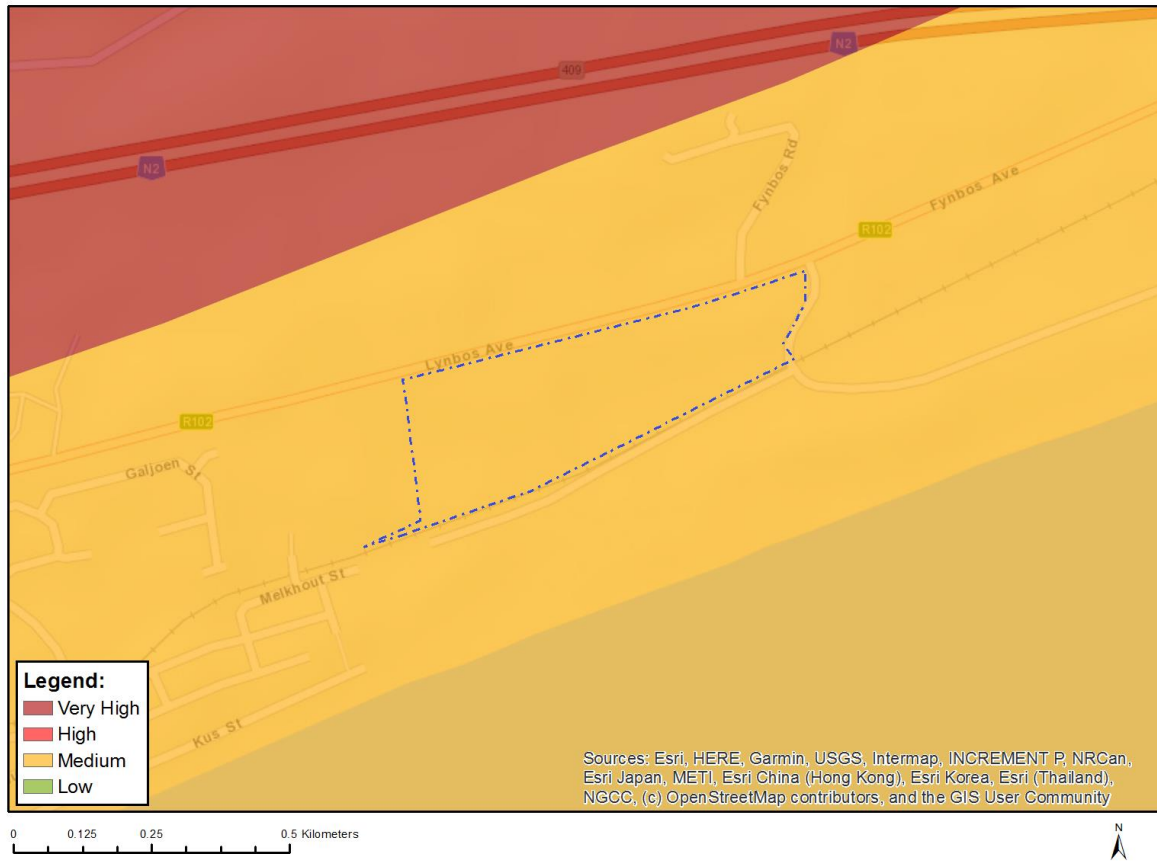 409
N2
N2
Fynbos Rd
Fynbos Ave
R102
Lynbos Ave
R102
Galjoen St
Melkhout St
Kus St
Legend:
Very High
High
Medium
Low
Sources: Esri, HERE, Garmin, USGS, Intermap, INCREMENT P, NRCan,
Esri Japan, METI, Esri China (Hong Kong), Esri Korea, Esri (Thailand),
NGCC, (c) OpenStreetMap contributors, and the GIS User Community
0 0.125 0.25 0.5 Kilometers
N